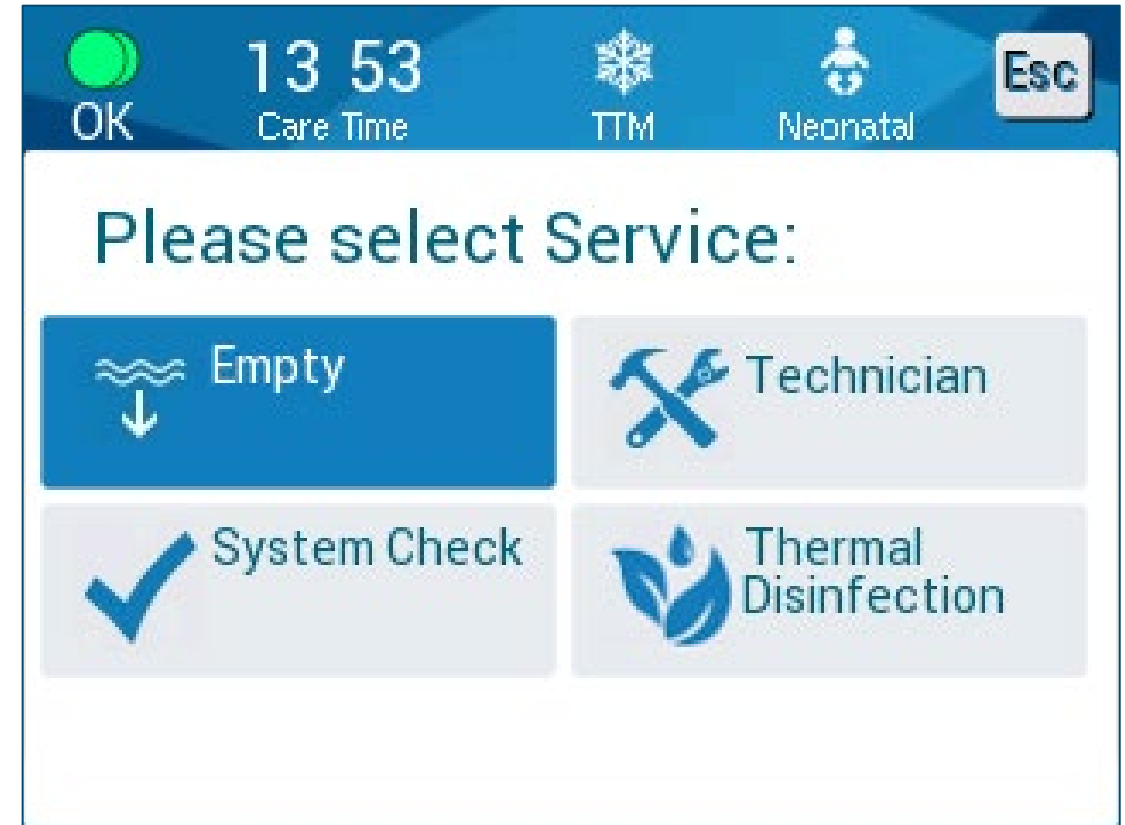 13 53
Esc
OK
Care Time
TTM
Neonatal
Please select Service:
Empty
Technician
System Check
Thermal
Disinfection